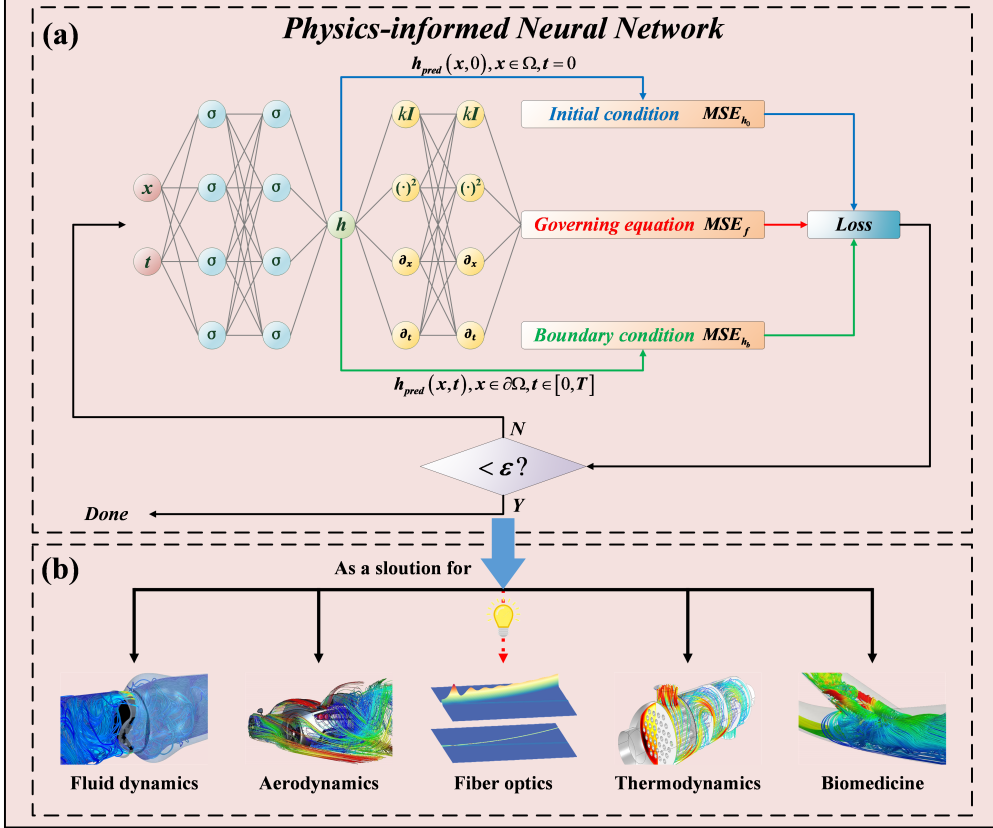 (a)
Physics-informed Neural Network
h_pred (x,0), x∈Ω, t=0
σ σ kI kI
Initial condition MSE_h₀
x σ σ (·)² (·)²
h
Governing equation MSE_f
Loss
t σ σ ∂ₓ ∂ₓ
σ σ ∂ₜ ∂ₜ
Boundary condition MSE_h_b
h_pred (x,t), x∈∂Ω, t∈[0,T]
N
< ε?
Y
Done
(b)
As a sloution for
Fluid dynamics
Aerodynamics
Fiber optics
Thermodynamics
Biomedicine